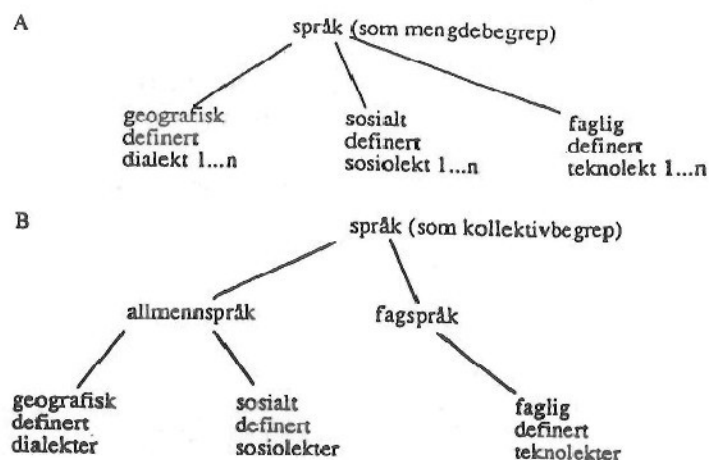 A
språk (som mengdebegrep)
geografisk
definert
dialekt 1...n
sosialt
definert
sosiolekt 1...n
faglig
definert
teknolekt 1...n
B
språk (som kollektivbegrep)
allmennspråk
fagspråk
geografisk
definert
dialekter
sosialt
definert
sosiolekter
faglig
definert
teknolekter